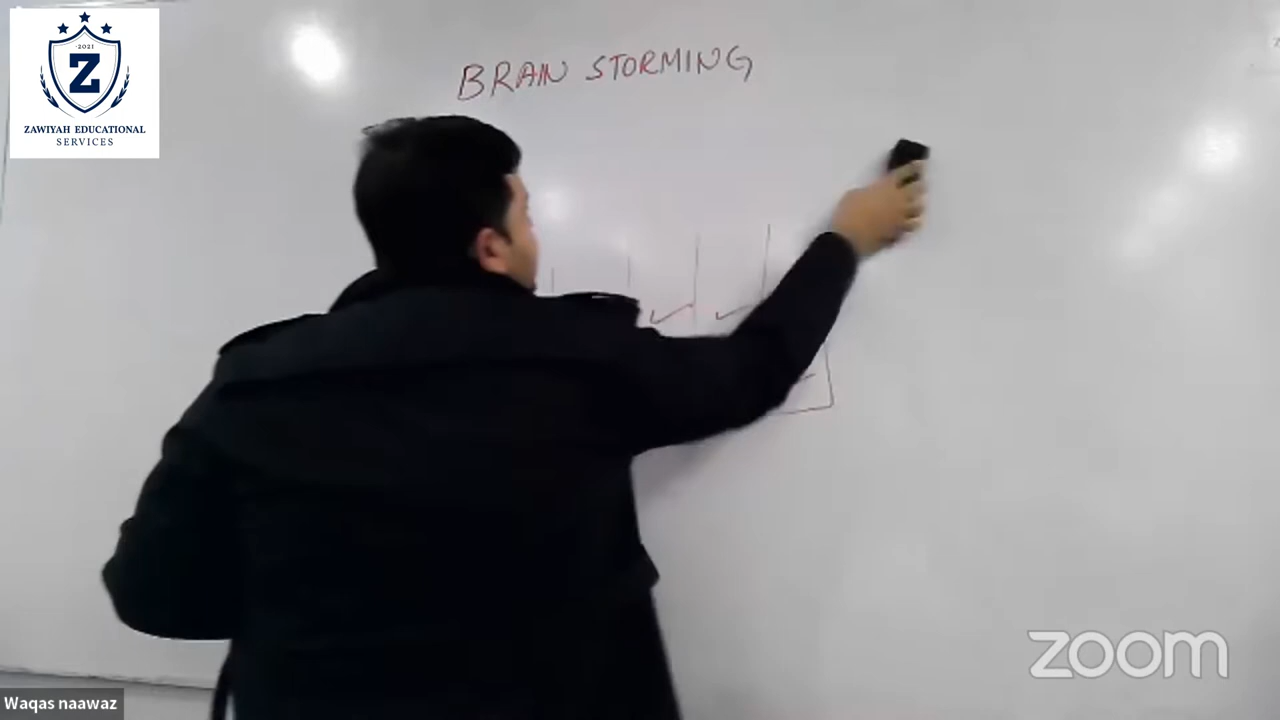 · 2021 ·
Z
ZAWIYAH EDUCATIONAL
SERVICES
BRAIN STORMING
Waqas naawaz
zoom